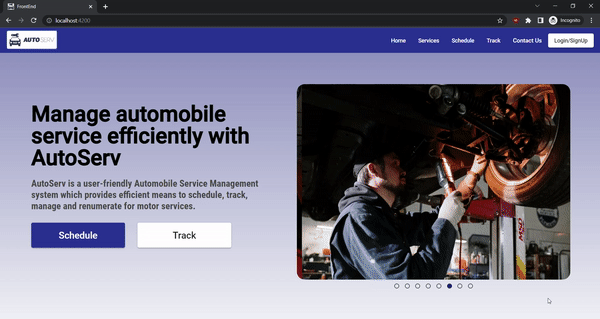 FrontEnd
localhost:4200
Incognito
AUTOSERV
Home
Services
Schedule
Track
Contact Us
Login/SignUp
Manage automobile
service efficiently with
AutoServ
AutoServ is a user-friendly Automobile Service Management
system which provides efficient means to schedule, track,
manage and renumerate for motor services.
Schedule
Track